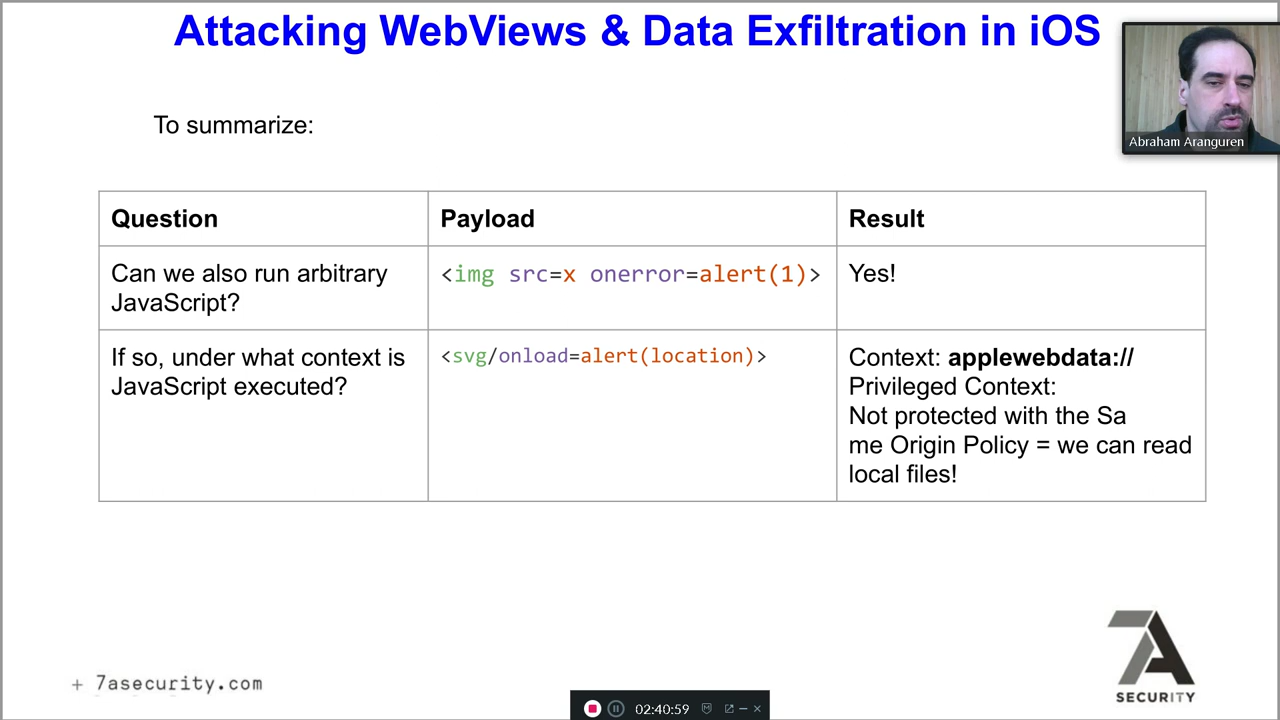 Attacking WebViews & Data Exfiltration in iOS
Abraham Aranguren
To summarize:
Question
Payload
Result
Can we also run arbitrary
JavaScript?
<img src=x onerror=alert(1)>
Yes!
If so, under what context is
JavaScript executed?
<svg/onload=alert(location)>
Context: applewebdata://
Privileged Context:
Not protected with the Sa
me Origin Policy = we can read
local files!
+ 7asecurity.com
7A
SECURITY
02:40:59